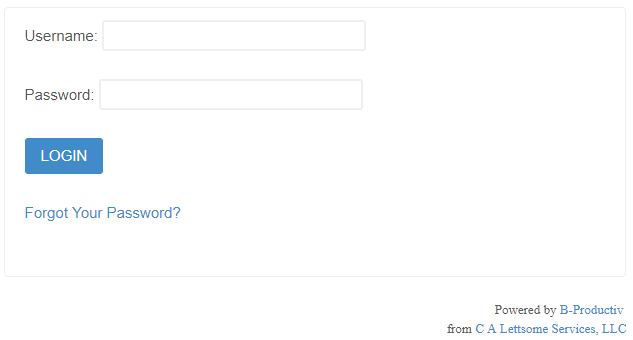 Username:
Password:
LOGIN
Forgot Your Password?
Powered by B-Productiv
from C A Lettsome Services, LLC